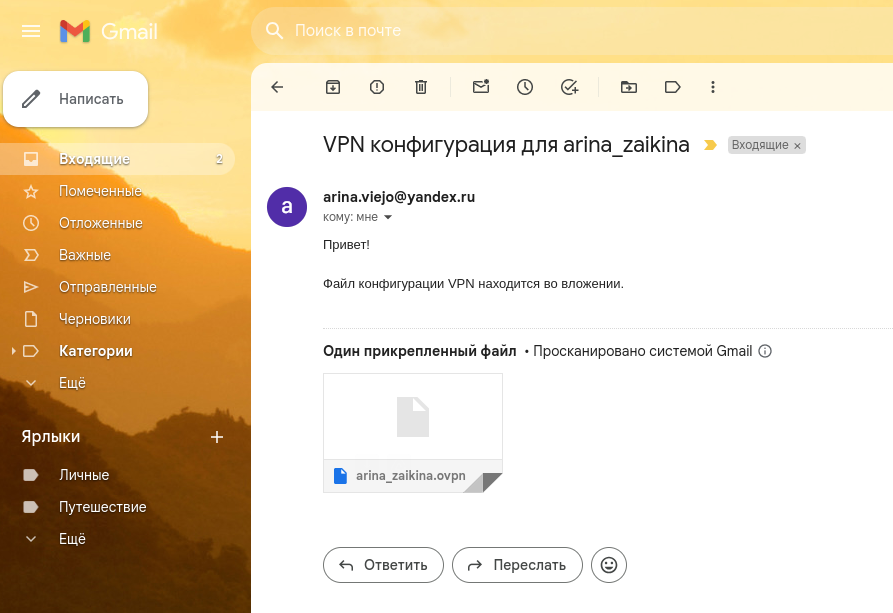 Gmail
Поиск в почте
Написать
Входящие 2
Помеченные
Отложенные
Важные
Отправленные
Черновики
Категории
Ещё
Ярлыки
Личные
Путешествие
Ещё
VPN конфигурация для arina_zaikina Входящие ×
a
arina.viejo@yandex.ru
кому: мне
Привет!
Файл конфигурации VPN находится во вложении.
Один прикрепленный файл • Просканировано системой Gmail
arina_zaikina.ovpn
Ответить
Переслать